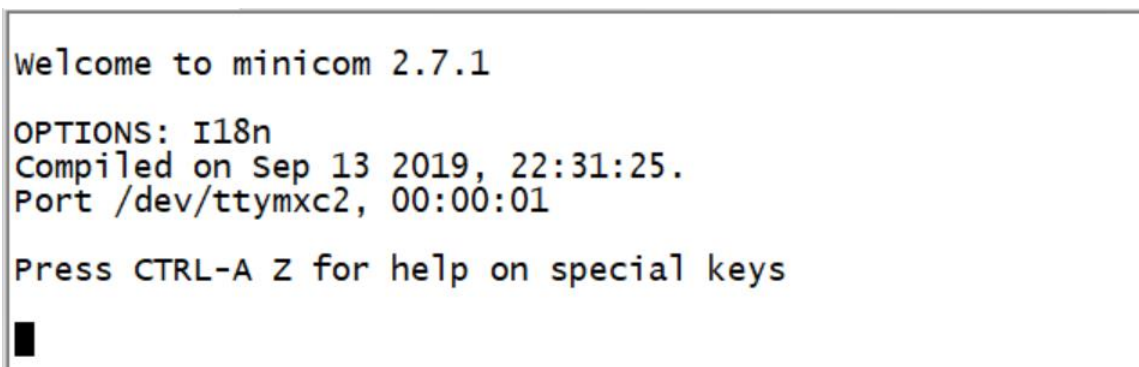 Welcome to minicom 2.7.1
OPTIONS: I18n
Compiled on Sep 13 2019, 22:31:25.
Port /dev/ttymxc2, 00:00:01
Press CTRL-A Z for help on special keys